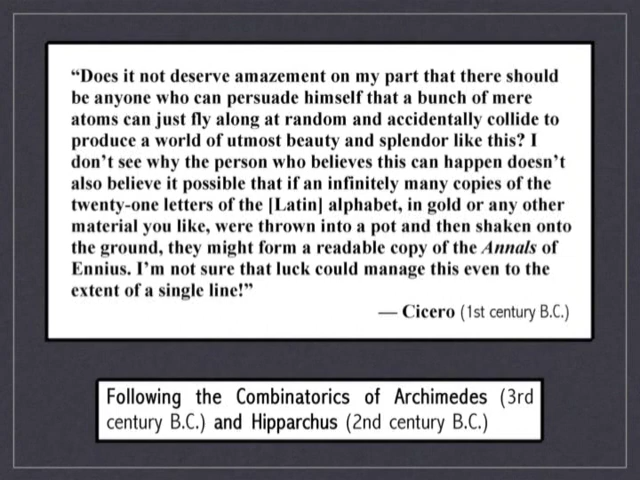 “Does it not deserve amazement on my part that there should
be anyone who can persuade himself that a bunch of mere
atoms can just fly along at random and accidentally collide to
produce a world of utmost beauty and splendor like this? I
don’t see why the person who believes this can happen doesn’t
also believe it possible that if an infinitely many copies of the
twenty-one letters of the [Latin] alphabet, in gold or any other
material you like, were thrown into a pot and then shaken onto
the ground, they might form a readable copy of the Annals of
Ennius. I’m not sure that luck could manage this even to the
extent of a single line!”
— Cicero (1st century B.C.)
Following the Combinatorics of Archimedes (3rd
century B.C.) and Hipparchus (2nd century B.C.)